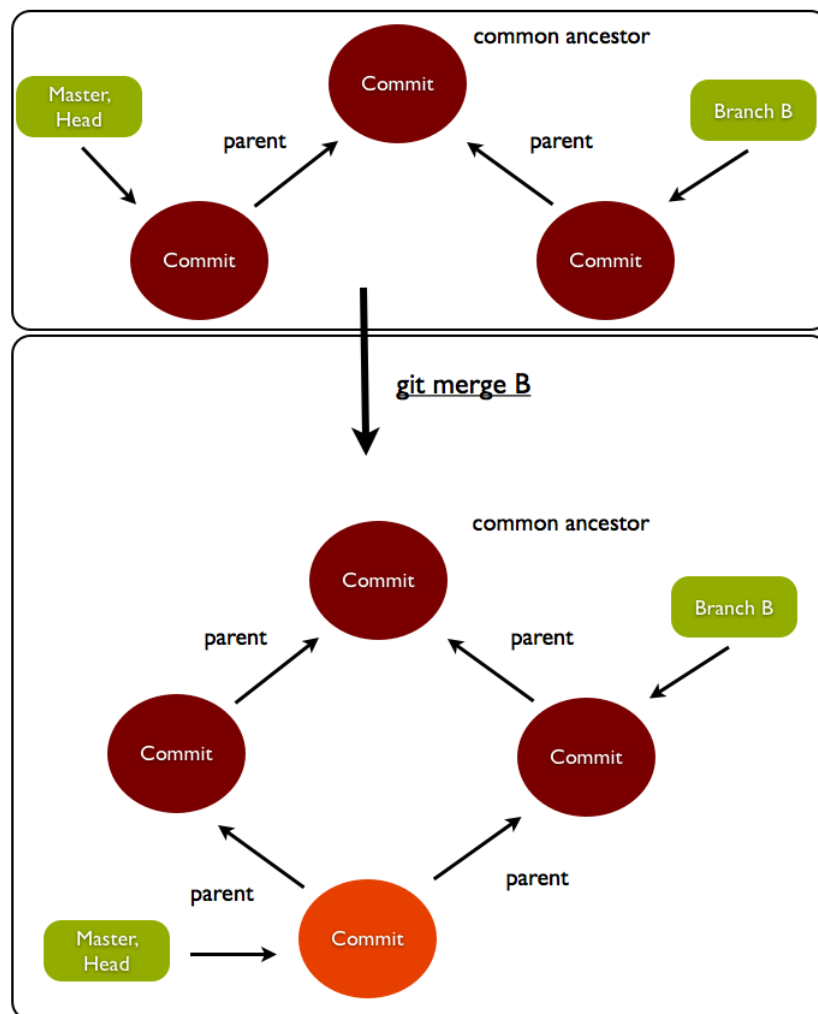 common ancestor
Commit
Master,
Head
Branch B
parent
parent
Commit
Commit
git merge B
common ancestor
Commit
Branch B
parent
parent
Commit
Commit
parent
parent
Master,
Head
Commit